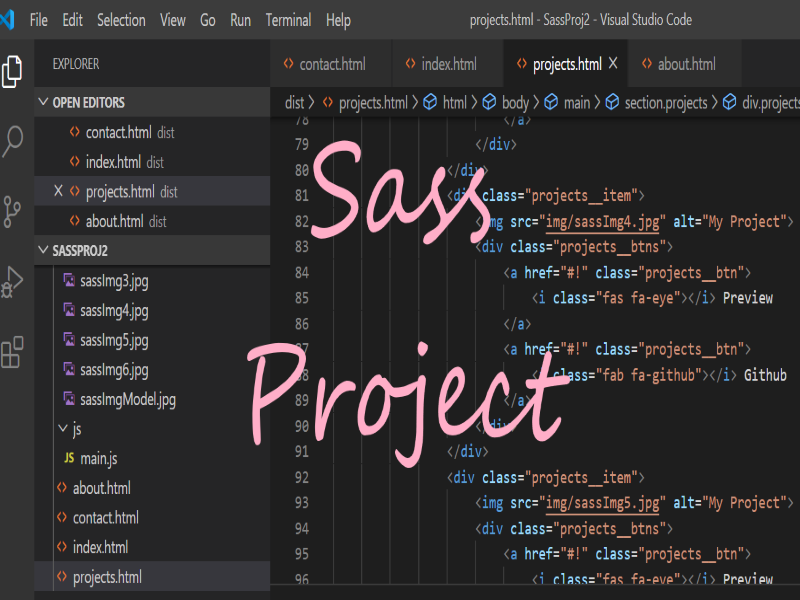 File Edit Selection View Go Run Terminal Help projects.html - SassProj2 - Visual Studio Code
EXPLORER
contact.html index.html projects.html X about.html
OPEN EDITORS
contact.html dist
index.html dist
X projects.html dist
about.html dist
SASSPROJ2
sassImg3.jpg
sassImg4.jpg
sassImg5.jpg
sassImg6.jpg
sassImgModel.jpg
js
JS main.js
about.html
contact.html
index.html
projects.html
dist > projects.html > html > body > main > section.projects > div.projects
78 </a>
79 </div>
80 </div>
81 <div class="projects__item">
82 src="img/sassImg4.jpg" alt="My Project">
83 <div class="projects__btns">
84 <a href="#!" class="projects__btn">
85 <i class="fas fa-eye"></i> Preview
86 </a>
87 <a href="#!" class="projects__btn">
88 class="fab fa-github"></i> Github
89 </a>
90 </div>
91 </div>
92 <div class="projects__item">
93 <img src="img/sassImg5.jpg" alt="My Project">
94 <div class="projects__btns">
95 <a href="#!" class="projects__btn">
96 <i class="fas fa-eye"></i> Preview
Sass
Project